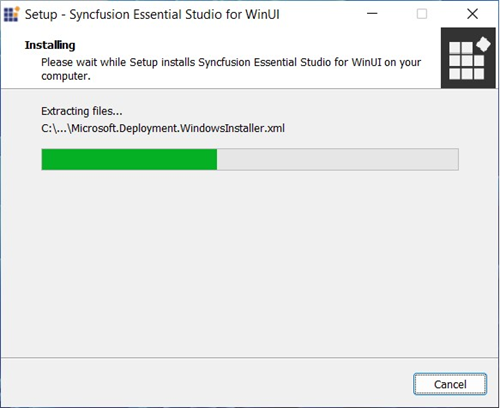 Setup - Syncfusion Essential Studio for WinUI
Installing
Please wait while Setup installs Syncfusion Essential Studio for WinUI on your
computer.
Extracting files...
C:\...\Microsoft.Deployment.WindowsInstaller.xml
Cancel